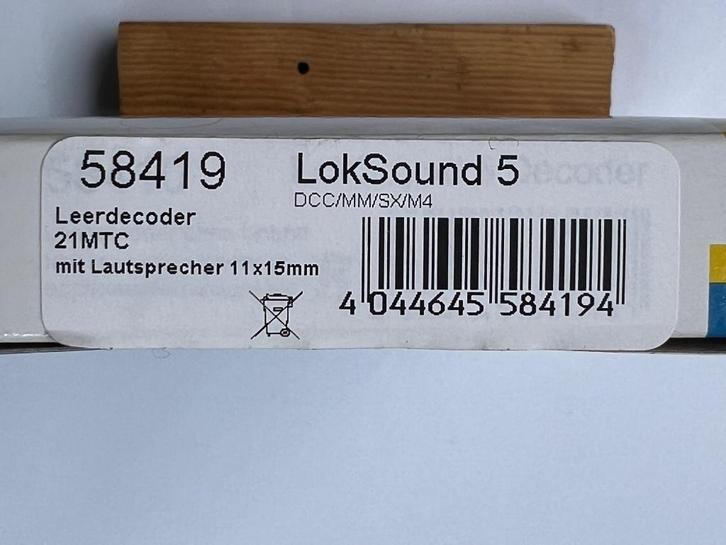 58419 LokSound 5
DCC/MM/SX/M4
Leerdecoder
21MTC
mit Lautsprecher 11x15mm
4 044645 584194